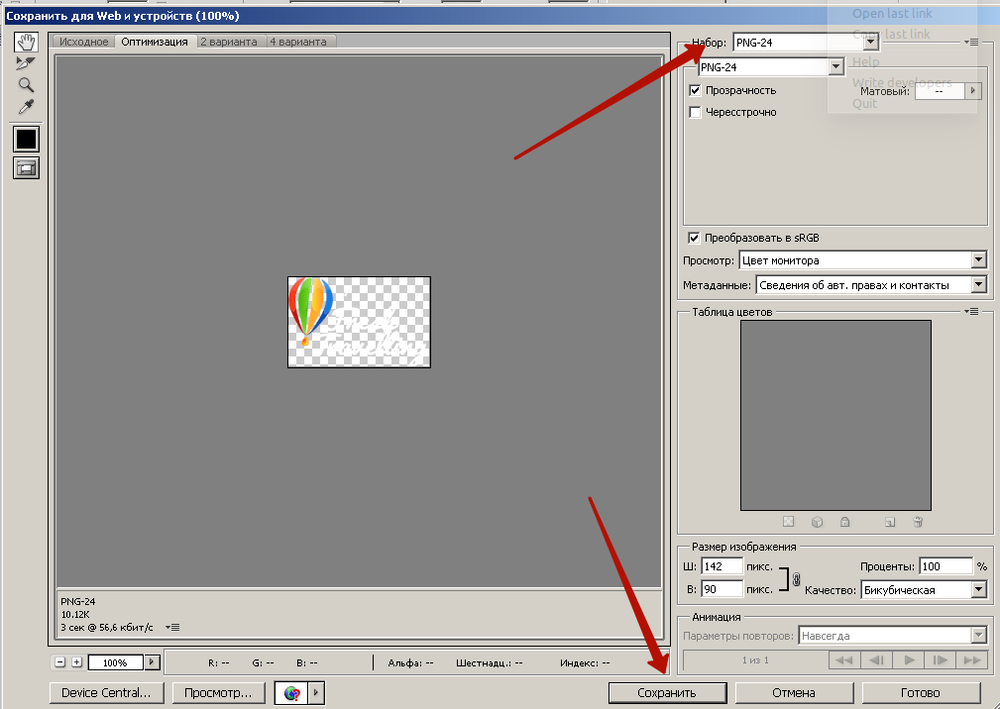 Сохранить для Web и устройств (100%)
Open last link
Copy last link
Help
Write developers
Quit
Исходное
Оптимизация
2 варианта
4 варианта
Набор: PNG-24
PNG-24
Прозрачность
Матовый: --
Чересстрочно
Преобразовать в sRGB
Просмотр: Цвет монитора
Метаданные: Сведения об авт. правах и контакты
Таблица цветов
Travelling
Размер изображения
Ш: 142 пикс.
Проценты: 100 %
В: 90 пикс.
Качество: Бикубическая
Анимация
Параметры повторов: Навсегда
1 из 1
PNG-24
10.12K
3 сек @ 56,6 кбит/с
100%
R: --
G: --
B: --
Альфа: --
Шестнадц.: --
Индекс: --
Device Central...
Просмотр...
Сохранить
Отмена
Готово